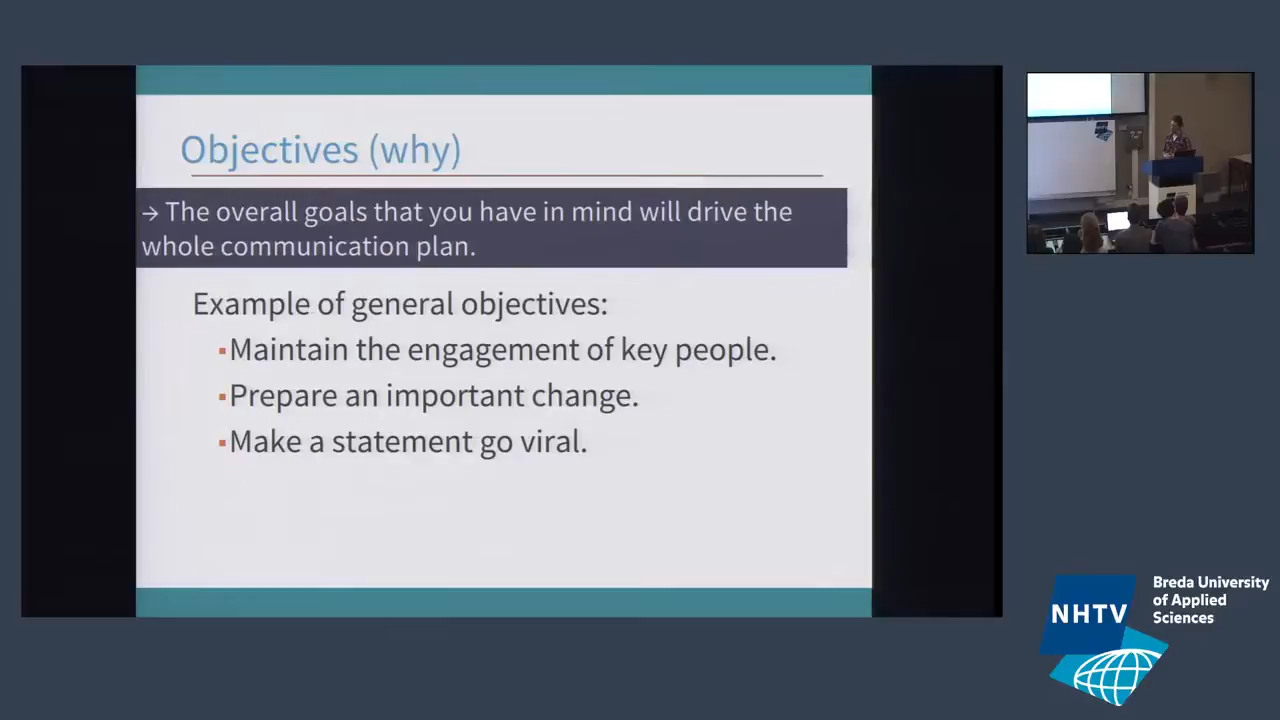 Objectives (why)
→ The overall goals that you have in mind will drive the
whole communication plan.
Example of general objectives:
▪Maintain the engagement of key people.
▪Prepare an important change.
▪Make a statement go viral.
NHTV
Breda University
of Applied
Sciences